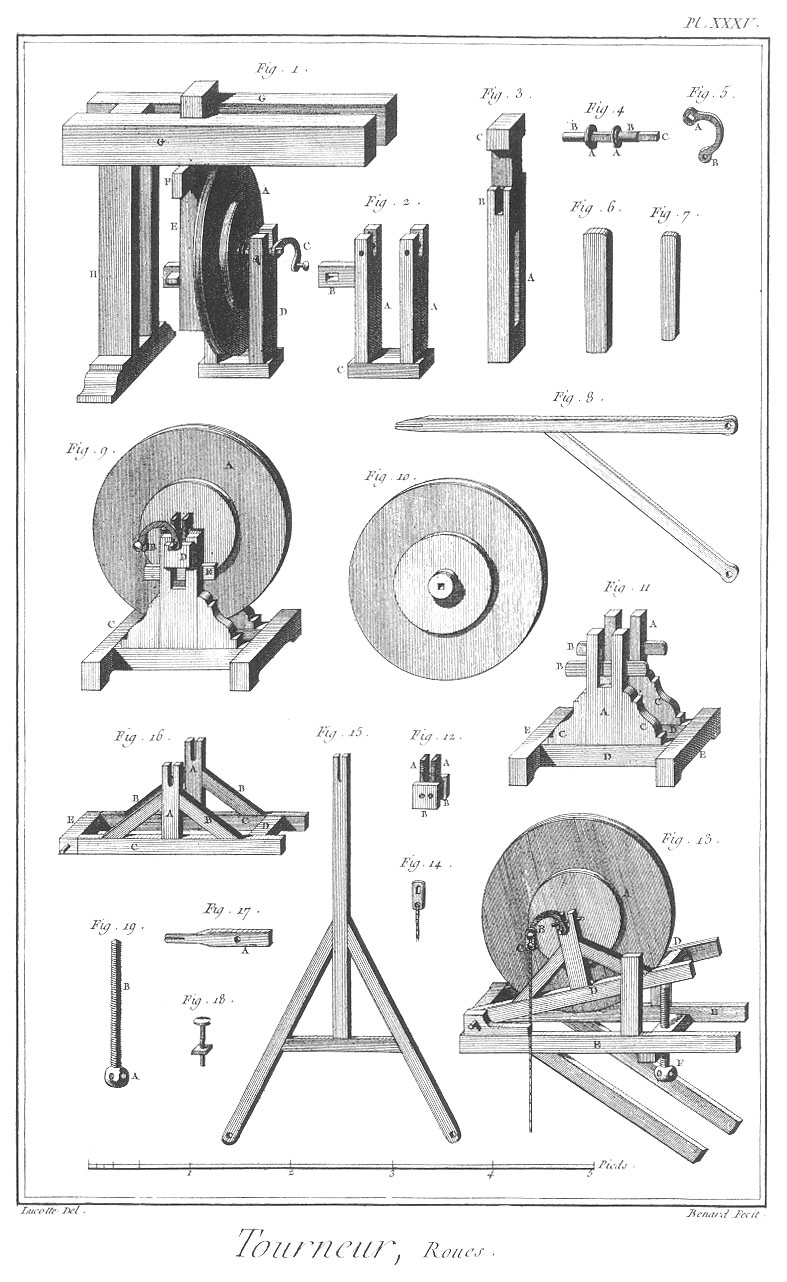 Pl. XXXV.
Fig. 1.
G
G
F
A
E
C
H
D
Fig. 2.
B
A
A
C
Fig. 3.
C
B
A
Fig. 4
B
B
C
A
A
Fig. 5.
A
B
Fig. 6.
Fig. 7.
Fig. 8.
Fig. 9.
A
B
D
E
C
Fig. 10.
Fig. 11
A
B
B
C
A
C
C
D
E
D
E
Fig. 16.
A
B
B
A
B
C
E
D
C
Fig. 15.
Fig. 12.
A
A
B
B
Fig. 13.
A
B
C
D
D
E
E
F
Fig. 14.
Fig. 17.
A
Fig. 19.
B
A
Fig. 18.
1 2 3 4 5 Pieds.
Lucotte Del.
Benard Fecit.
Tourneur, Roues.